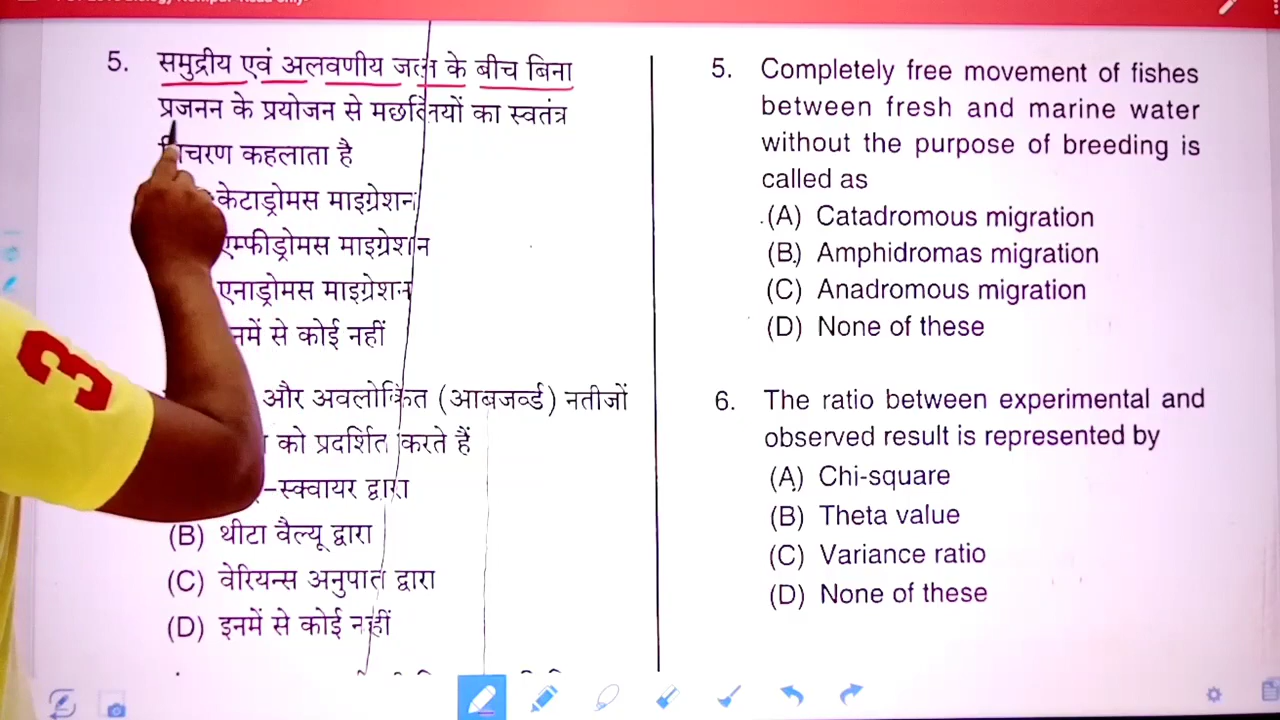 5. समुद्रीय एवं अलवणीय जल के बीच बिना
प्रजनन के प्रयोजन से मछलियों का स्वतंत्र
कहलाता है
केटाड्रोमस माइग्रेशन
एम्फीड्रोमस माइग्रेशन
एनाड्रोमस माइग्रेशन
से कोई नहीं
और अवलोकित (आबजर्व्ड) नतीजों
को प्रदर्शित करते हैं
-स्क्वायर द्वारा
(B) थीटा वैल्यू द्वारा
(C) वेरियन्स अनुपात द्वारा
(D) इनमें से कोई नहीं
5. Completely free movement of fishes
between fresh and marine water
without the purpose of breeding is
called as
(A) Catadromous migration
(B) Amphidromas migration
(C) Anadromous migration
(D) None of these
6. The ratio between experimental and
observed result is represented by
(A) Chi-square
(B) Theta value
(C) Variance ratio
(D) None of these
3